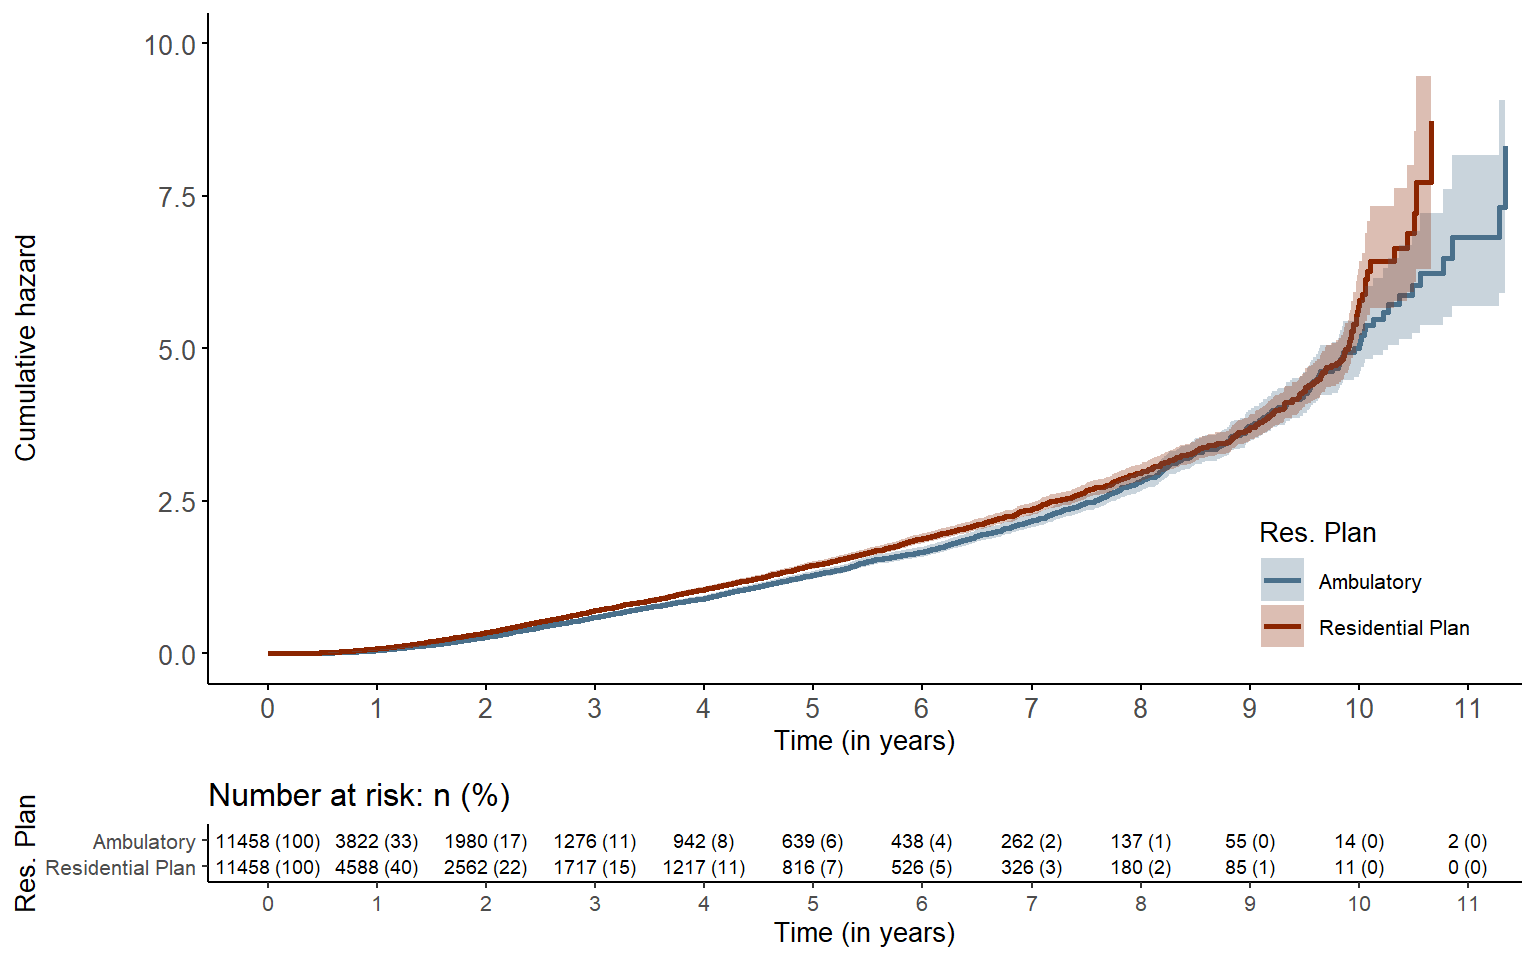 Cumulative hazard
10.0
7.5
5.0
2.5
0.0
Res. Plan
Ambulatory
Residential Plan
0 1 2 3 4 5 6 7 8 9 10 11
Time (in years)
Number at risk: n (%)
Res. Plan
Ambulatory 11458 (100) 3822 (33) 1980 (17) 1276 (11) 942 (8) 639 (6) 438 (4) 262 (2) 137 (1) 55 (0) 14 (0) 2 (0)
Residential Plan 11458 (100) 4588 (40) 2562 (22) 1717 (15) 1217 (11) 816 (7) 526 (5) 326 (3) 180 (2) 85 (1) 11 (0) 0 (0)
0 1 2 3 4 5 6 7 8 9 10 11
Time (in years)